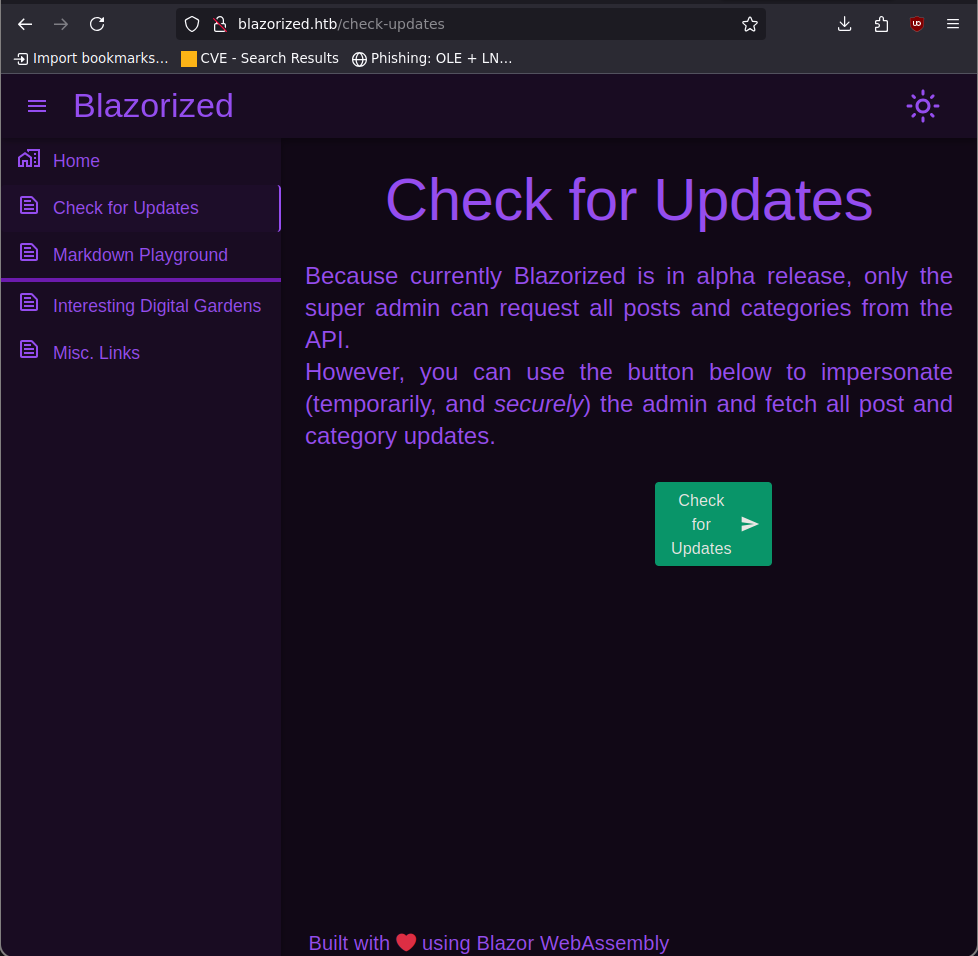 blazorized.htb/check-updates
Import bookmarks...
CVE - Search Results
Phishing: OLE + LN...
Blazorized
Home
Check for Updates
Markdown Playground
Interesting Digital Gardens
Misc. Links
Check for Updates
Because currently Blazorized is in alpha release, only the
super admin can request all posts and categories from the
API.
However, you can use the button below to impersonate
(temporarily, and securely) the admin and fetch all post and
category updates.
Check
for
Updates
Built with ❤️ using Blazor WebAssembly